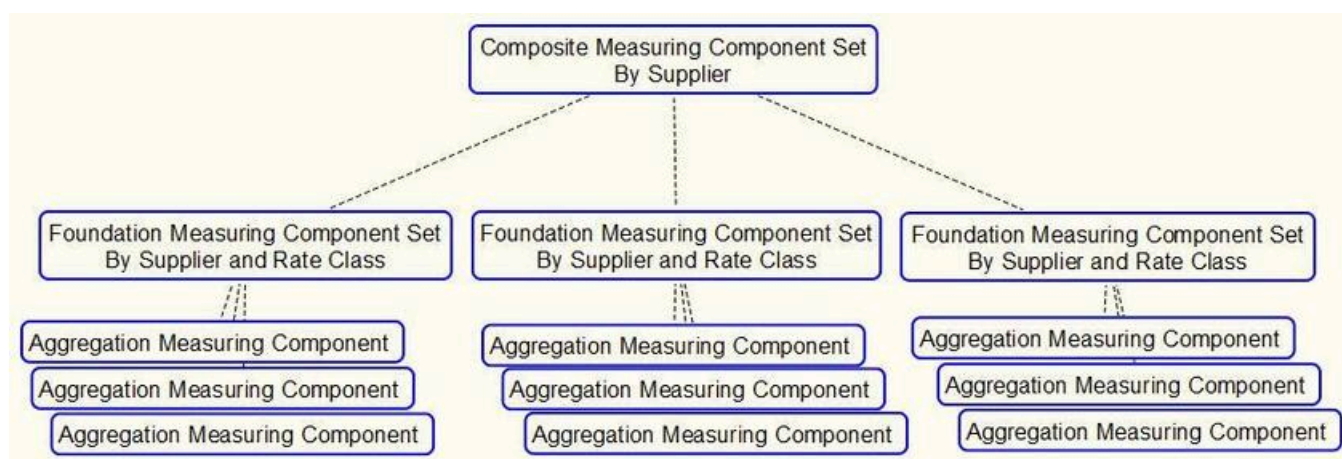 Composite Measuring Component Set
By Supplier
Foundation Measuring Component Set
By Supplier and Rate Class
Foundation Measuring Component Set
By Supplier and Rate Class
Foundation Measuring Component Set
By Supplier and Rate Class
Aggregation Measuring Component
Aggregation Measuring Component
Aggregation Measuring Component
Aggregation Measuring Component
Aggregation Measuring Component
Aggregation Measuring Component
Aggregation Measuring Component
Aggregation Measuring Component
Aggregation Measuring Component